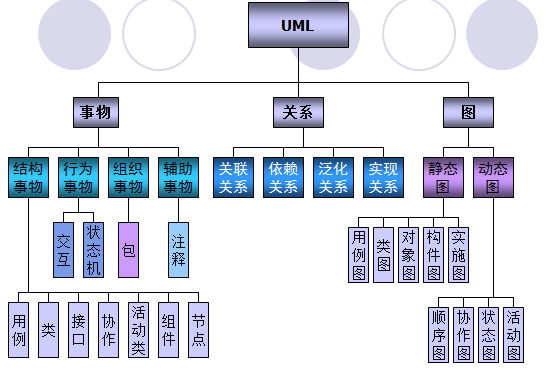 UML
事物
关系
图
结构
事物
行为
事物
组织
事物
辅助
事物
关联
关系
依赖
关系
泛化
关系
实现
关系
静态
图
动态
图
交互
状态机
包
注释
用例图
类图
对象图
构件图
实施图
用例
类
接口
协作
活动类
组件
节点
顺序图
协作图
状态图
活动图